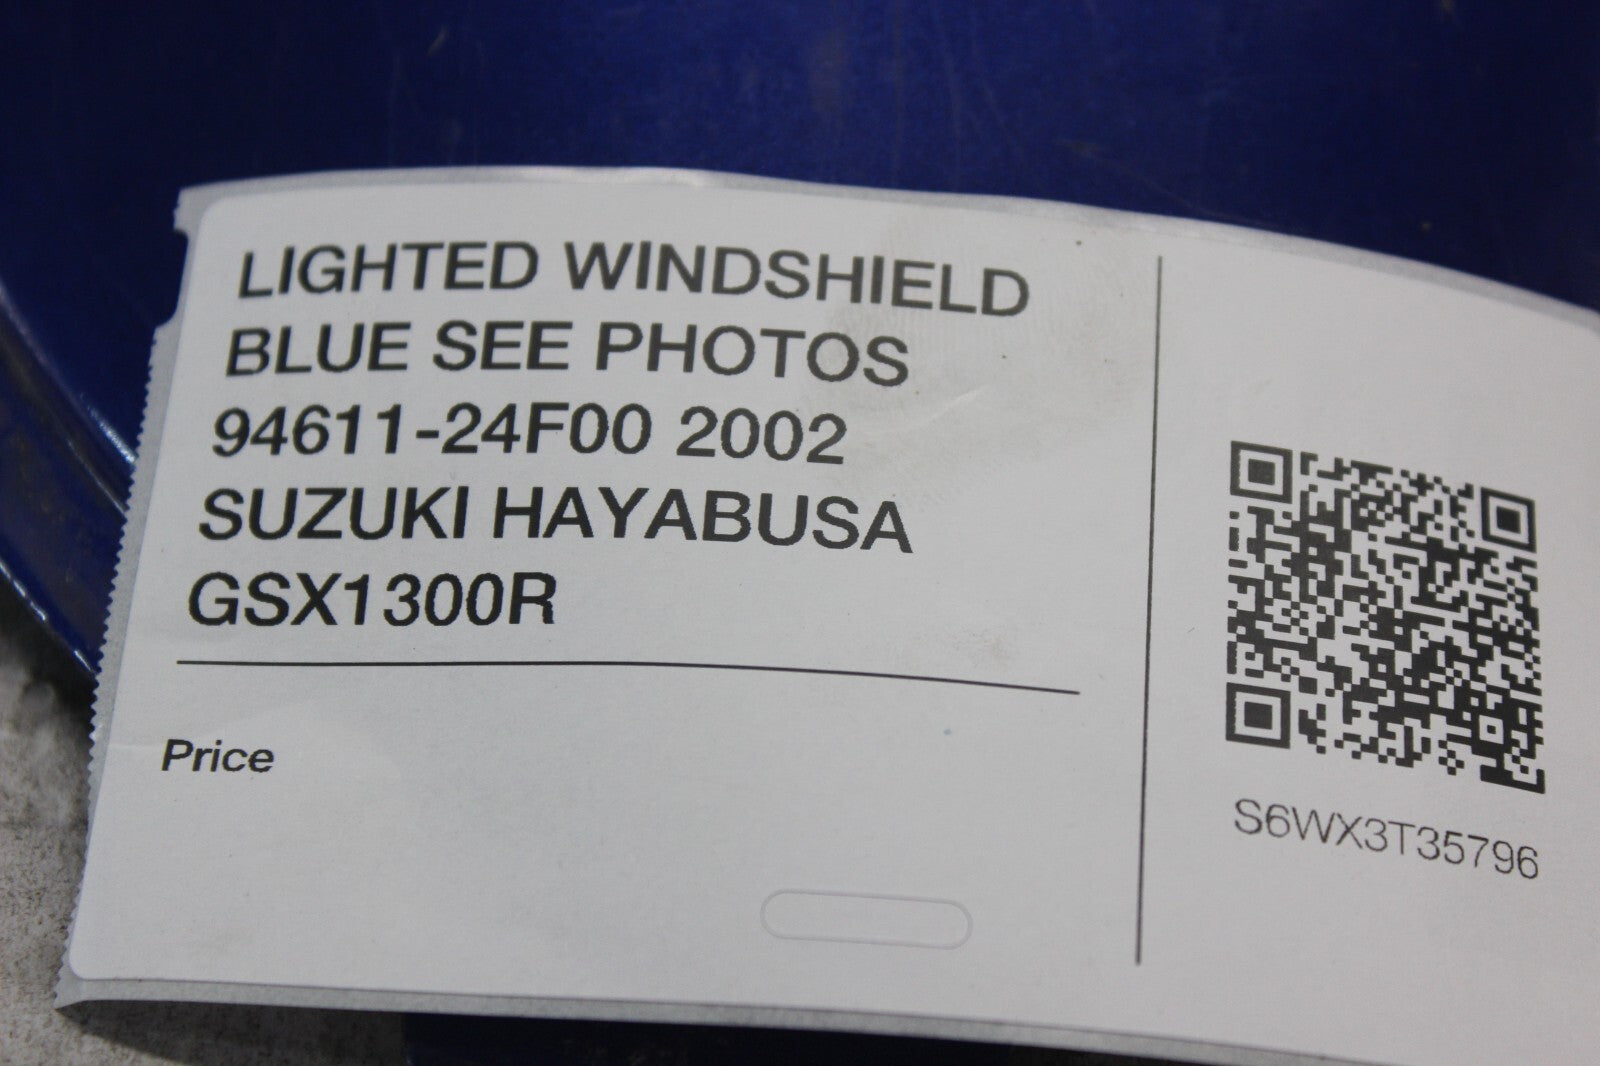 LIGHTED WINDSHIELD
BLUE SEE PHOTOS
94611-24F00 2002
SUZUKI HAYABUSA
GSX1300R
Price
S6WX3T35796